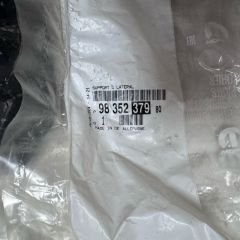 SUPPORT D LATERAL
98 352 379 80
1
MADE IN DE ALLEMAGNE